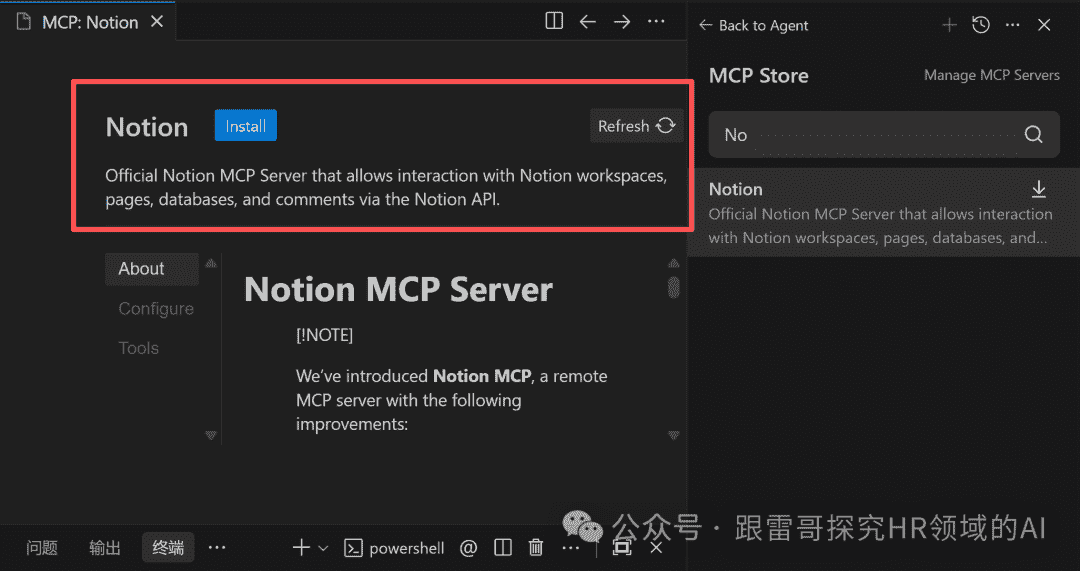 MCP: Notion
Notion
Install
Refresh
Official Notion MCP Server that allows interaction with Notion workspaces,
pages, databases, and comments via the Notion API.
About
Configure
Tools
Notion MCP Server
[!NOTE]
We’ve introduced Notion MCP, a remote
MCP server with the following
improvements:
Back to Agent
MCP Store
Manage MCP Servers
No
Notion
Official Notion MCP Server that allows interaction
with Notion workspaces, pages, databases, and...
问题 输出 终端 powershell
公众号 · 跟雷哥探究HR领域的AI